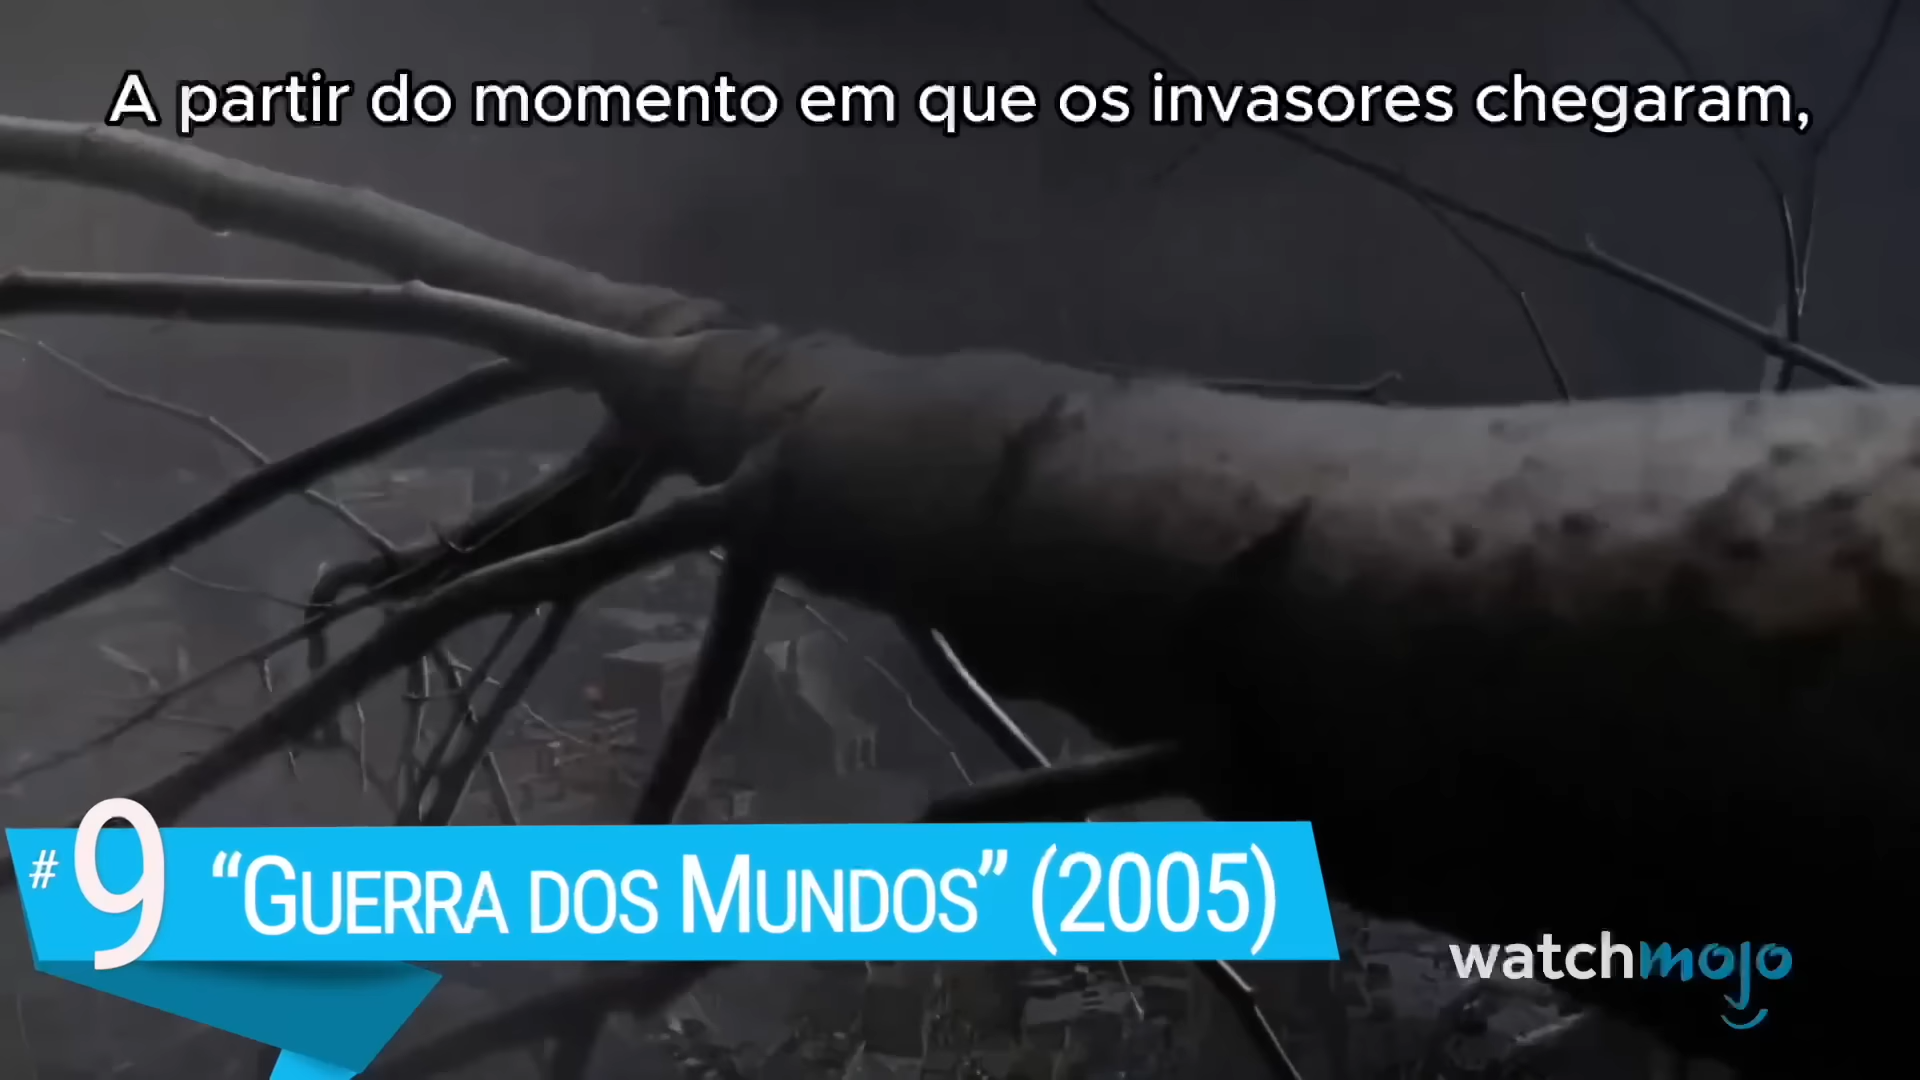 A partir do momento em que os invasores chegaram,
#9 “GUERRA DOS MUNDOS” (2005)
watchmojo